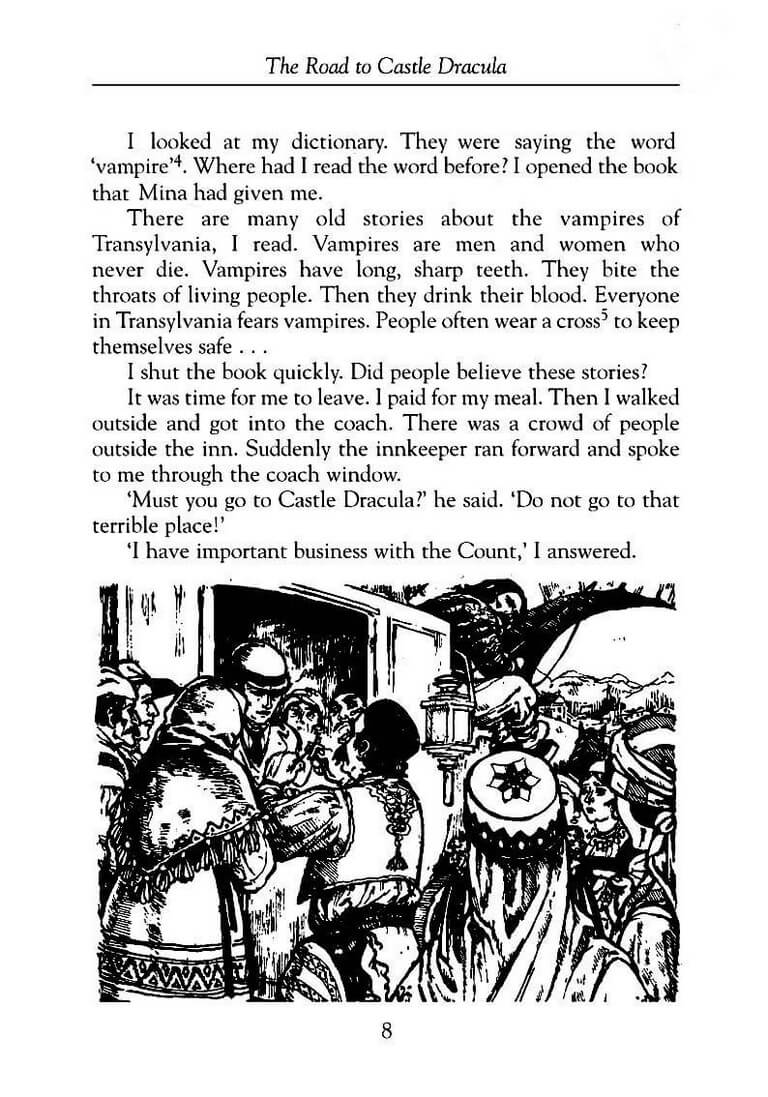 The Road to Castle Dracula
I looked at my dictionary. They were saying the word
‘vampire’⁴. Where had I read the word before? I opened the book
that Mina had given me.
There are many old stories about the vampires of
Transylvania, I read. Vampires are men and women who
never die. Vampires have long, sharp teeth. They bite the
throats of living people. Then they drink their blood. Everyone
in Transylvania fears vampires. People often wear a cross⁵ to keep
themselves safe . . .
I shut the book quickly. Did people believe these stories?
It was time for me to leave. I paid for my meal. Then I walked
outside and got into the coach. There was a crowd of people
outside the inn. Suddenly the innkeeper ran forward and spoke
to me through the coach window.
‘Must you go to Castle Dracula?’ he said. ‘Do not go to that
terrible place!’
‘I have important business with the Count,’ I answered.
8